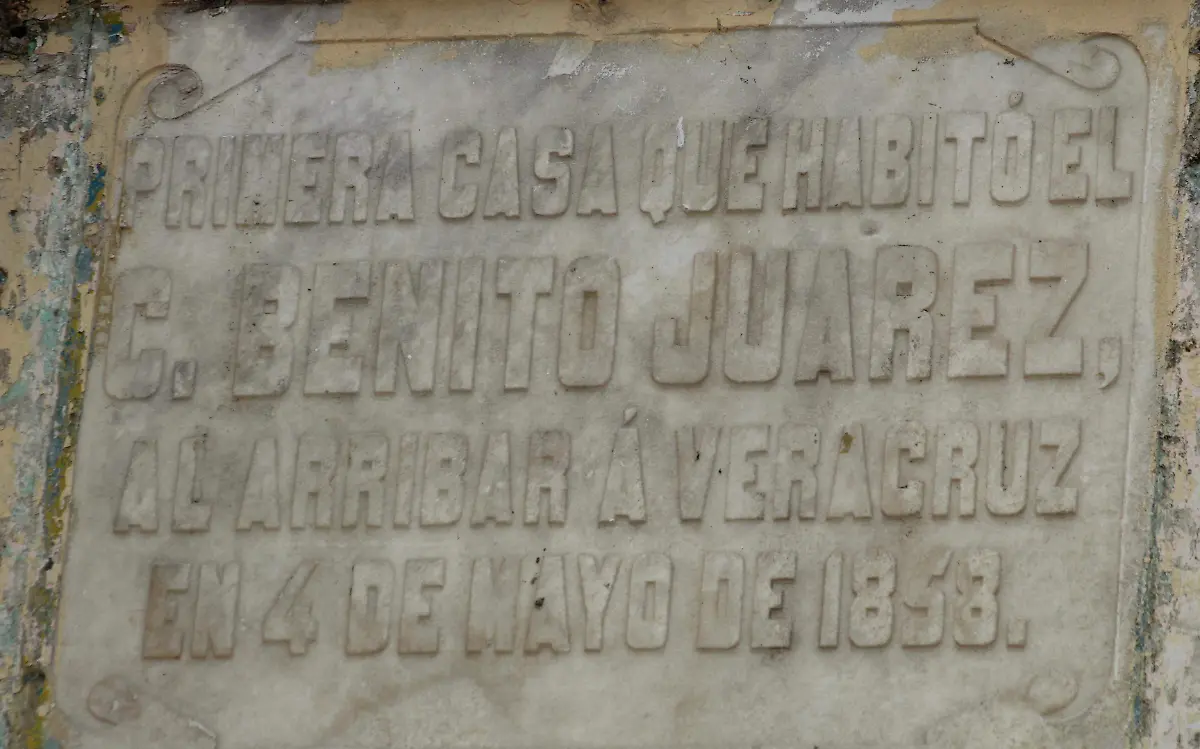 PRIMERA CASA QUE HABITÓ EL
C. BENITO JUAREZ,
AL ARRIBAR Á VERACRUZ
EN 4 DE MAYO DE 1858.